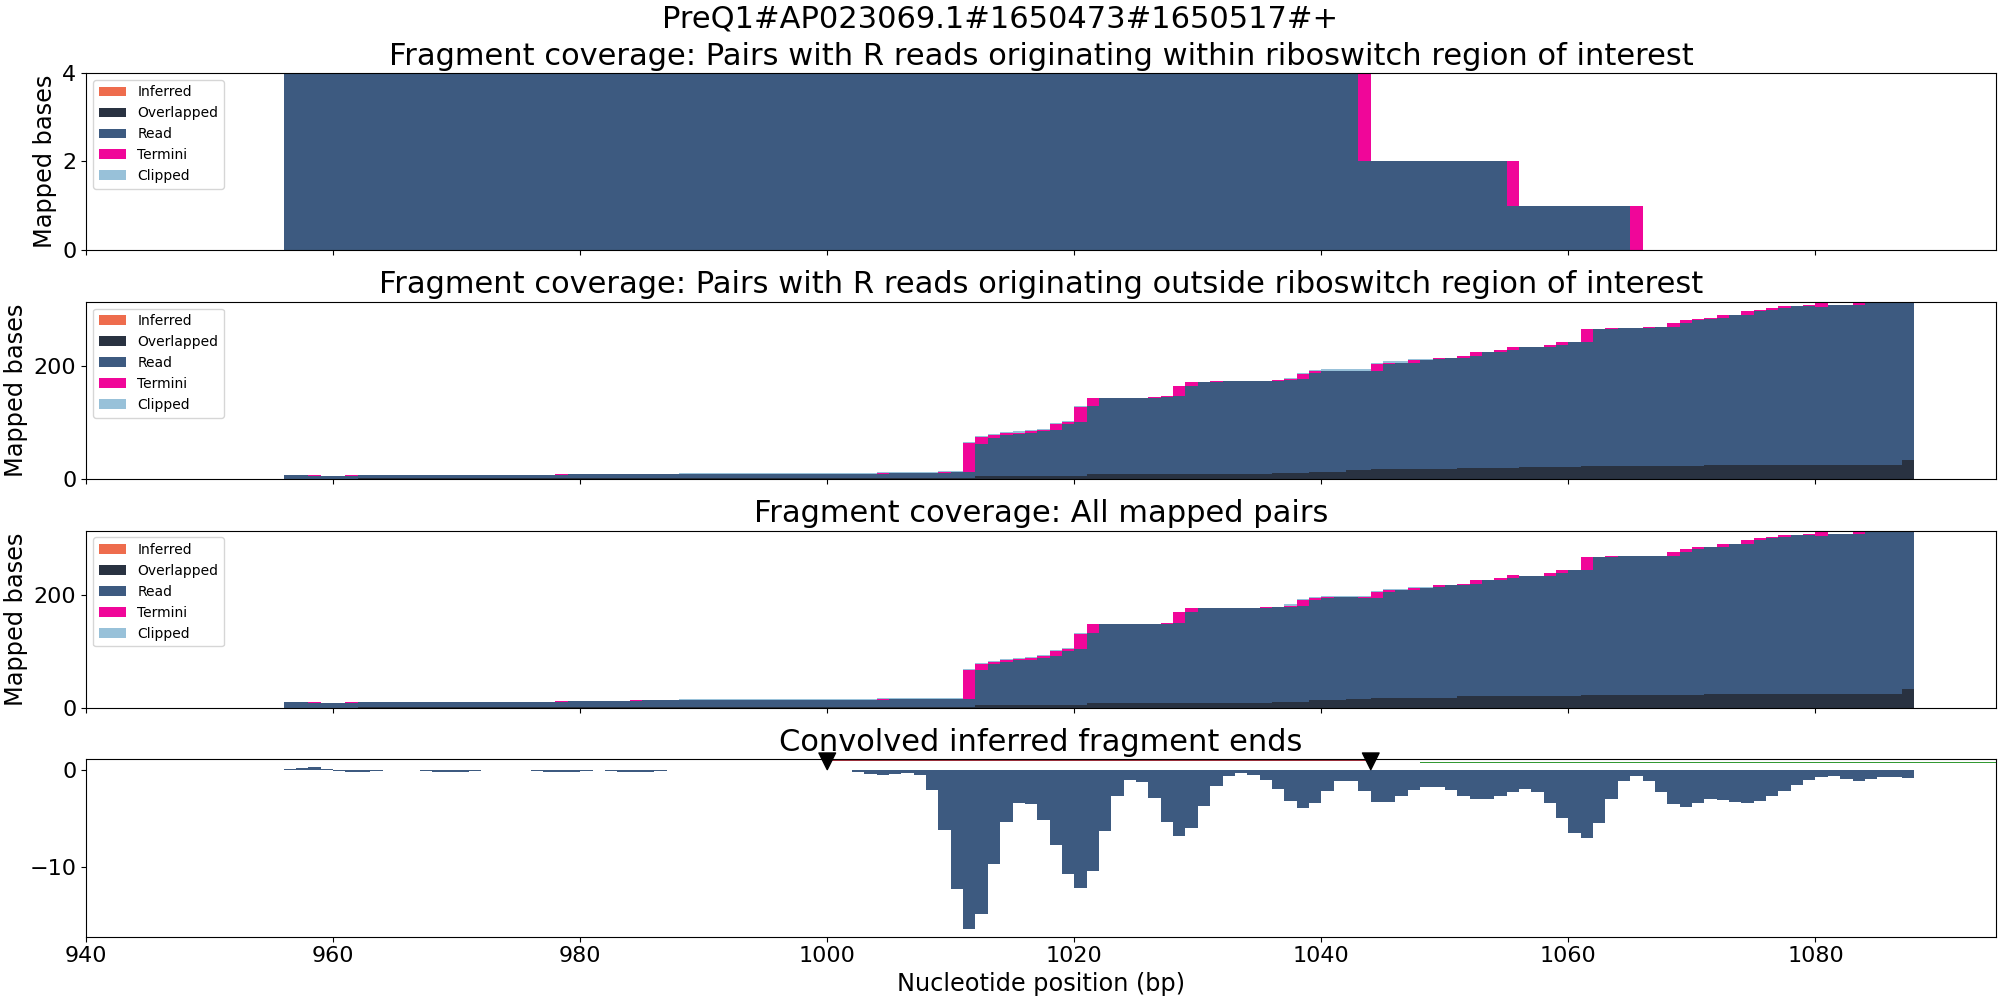 PreQ1#AP023069.1#1650473#1650517#+
Fragment coverage: Pairs with R reads originating within riboswitch region of interest
Mapped bases
4
2
0
Inferred
Overlapped
Read
Termini
Clipped
Fragment coverage: Pairs with R reads originating outside riboswitch region of interest
Mapped bases
200
0
Inferred
Overlapped
Read
Termini
Clipped
Fragment coverage: All mapped pairs
Mapped bases
200
0
Inferred
Overlapped
Read
Termini
Clipped
Convolved inferred fragment ends
0
−10
940 960 980 1000 1020 1040 1060 1080
Nucleotide position (bp)